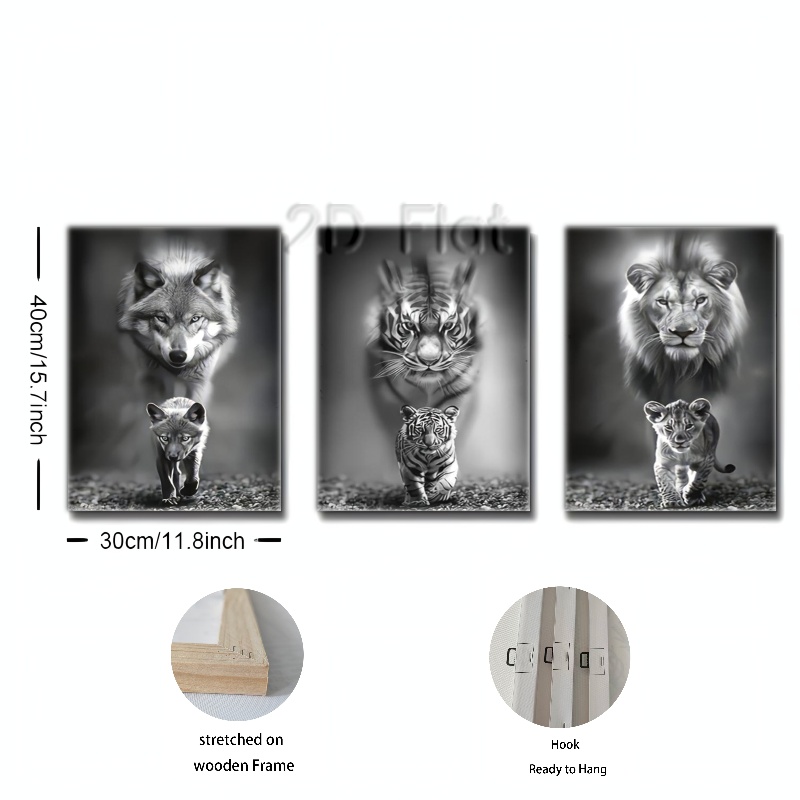 2D Flat
40cm/15.7inch
30cm/11.8inch
stretched on
wooden Frame
Hook
Ready to Hang